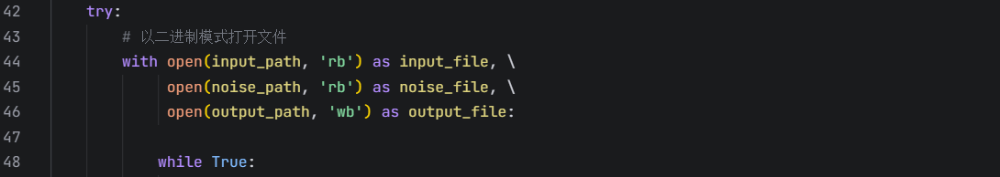 42 try:
43 # 以二进制模式打开文件
44 with open(input_path, 'rb') as input_file, \
45 open(noise_path, 'rb') as noise_file, \
46 open(output_path, 'wb') as output_file:
47
48 while True: